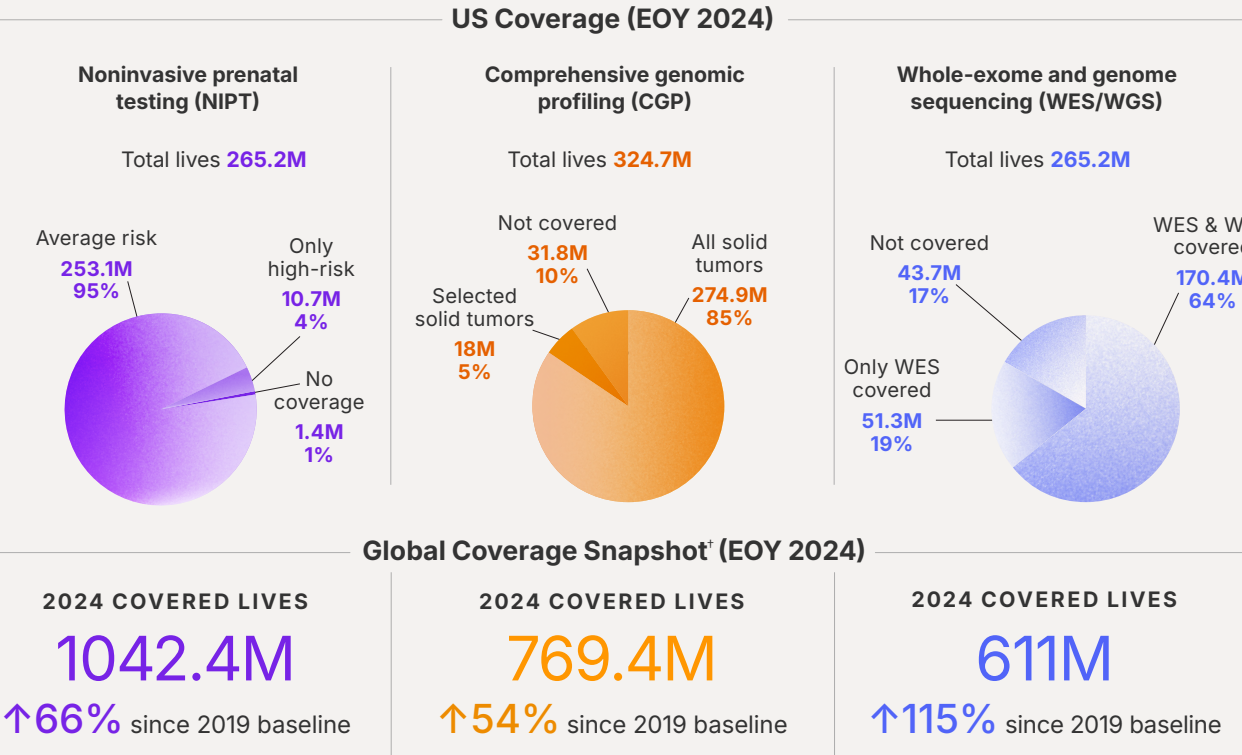 US Coverage (EOY 2024)
Noninvasive prenatal
testing (NIPT)
Total lives 265.2M
Average risk
253.1M
95%
Only
high-risk
10.7M
4%
No
coverage
1.4M
1%
Comprehensive genomic
profiling (CGP)
Total lives 324.7M
Not covered
31.8M
10%
All solid
tumors
274.9M
85%
Selected
solid tumors
18M
5%
Whole-exome and genome
sequencing (WES/WGS)
Total lives 265.2M
Not covered
43.7M
17%
WES & W
covere
170.4M
64%
Only WES
covered
51.3M
19%
Global Coverage Snapshot† (EOY 2024)
2024 COVERED LIVES
1042.4M
↑66% since 2019 baseline
2024 COVERED LIVES
769.4M
↑54% since 2019 baseline
2024 COVERED LIVES
611M
↑115% since 2019 baseline